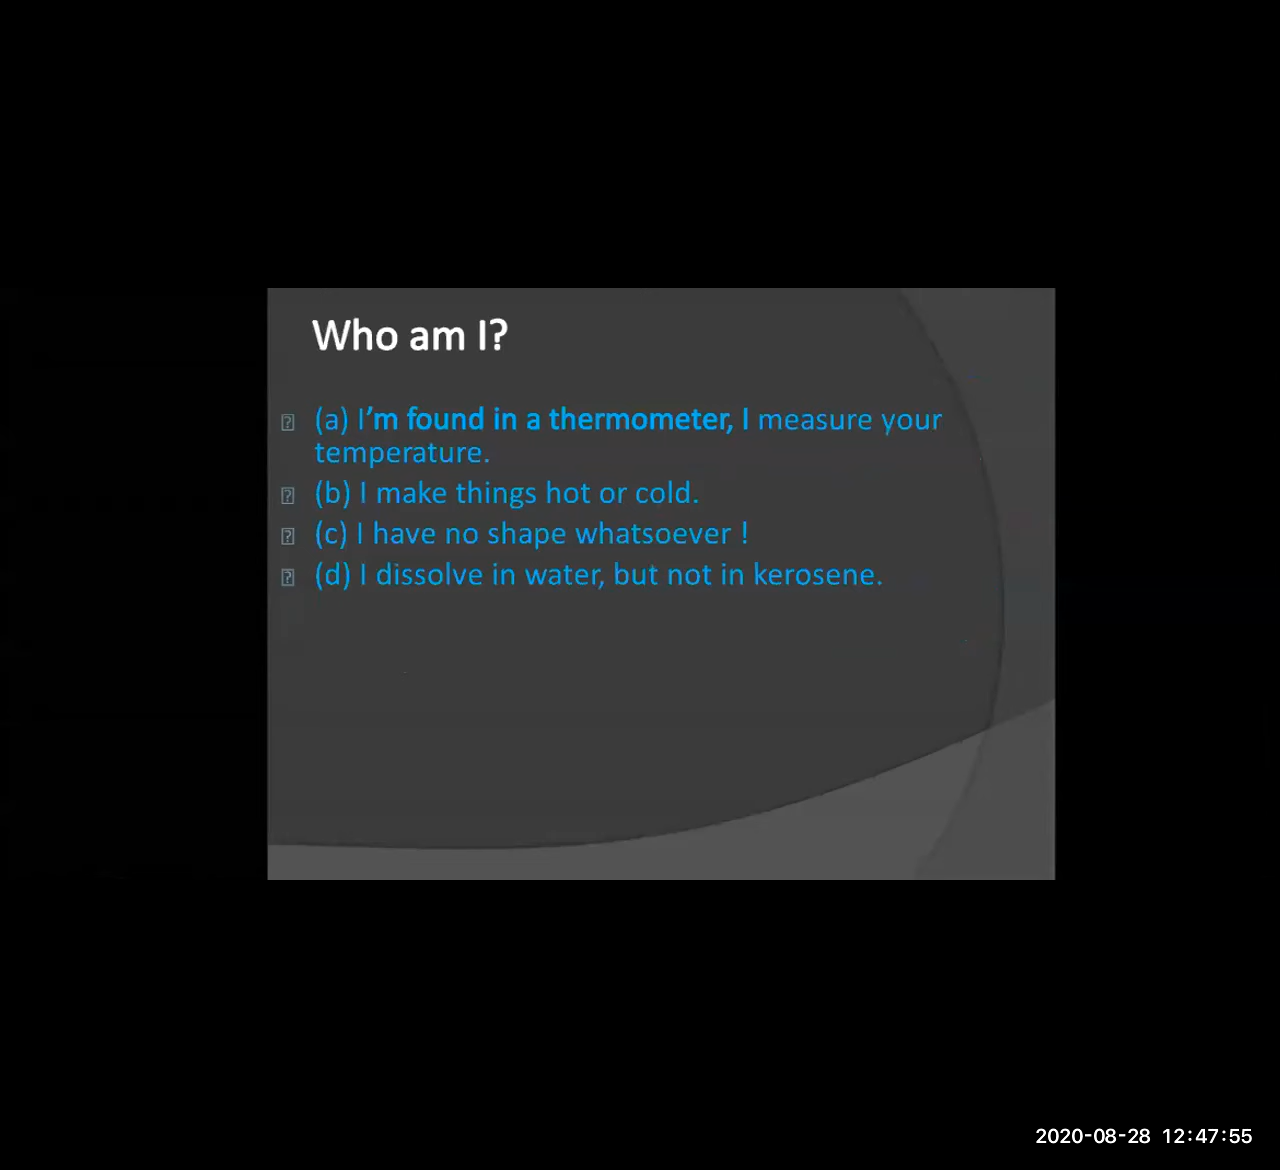 Who am I?
(a) I’m found in a thermometer, I measure your
temperature.
(b) I make things hot or cold.
(c) I have no shape whatsoever !
(d) I dissolve in water, but not in kerosene.
2020-08-28 12:47:55